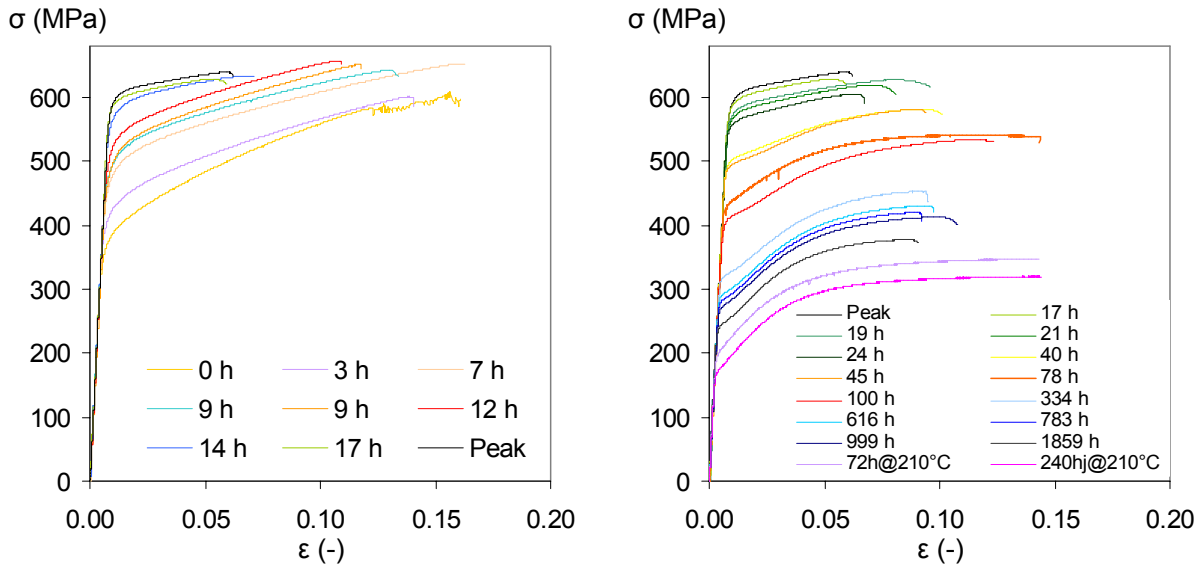 σ (MPa)
600
500
400
300
200
100
0
0 h 3 h 7 h
9 h 9 h 12 h
14 h 17 h Peak
0.00 0.05 0.10 0.15 0.20
ε (-)
σ (MPa)
600
500
400
300
200
100
0
Peak 17 h
19 h 21 h
24 h 40 h
45 h 78 h
100 h 334 h
616 h 783 h
999 h 1859 h
72h@210°C 240hj@210°C
0.00 0.05 0.10 0.15 0.20
ε (-)